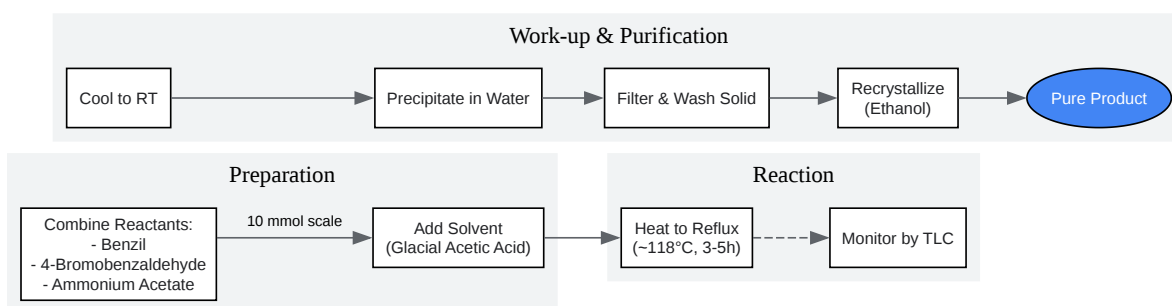 Work-up & Purification
Cool to RT
Precipitate in Water
Filter & Wash Solid
Recrystallize
(Ethanol)
Pure Product
Preparation
Combine Reactants:
- Benzil
- 4-Bromobenzaldehyde
- Ammonium Acetate
10 mmol scale
Add Solvent
(Glacial Acetic Acid)
Reaction
Heat to Reflux
(~118°C, 3-5h)
Monitor by TLC